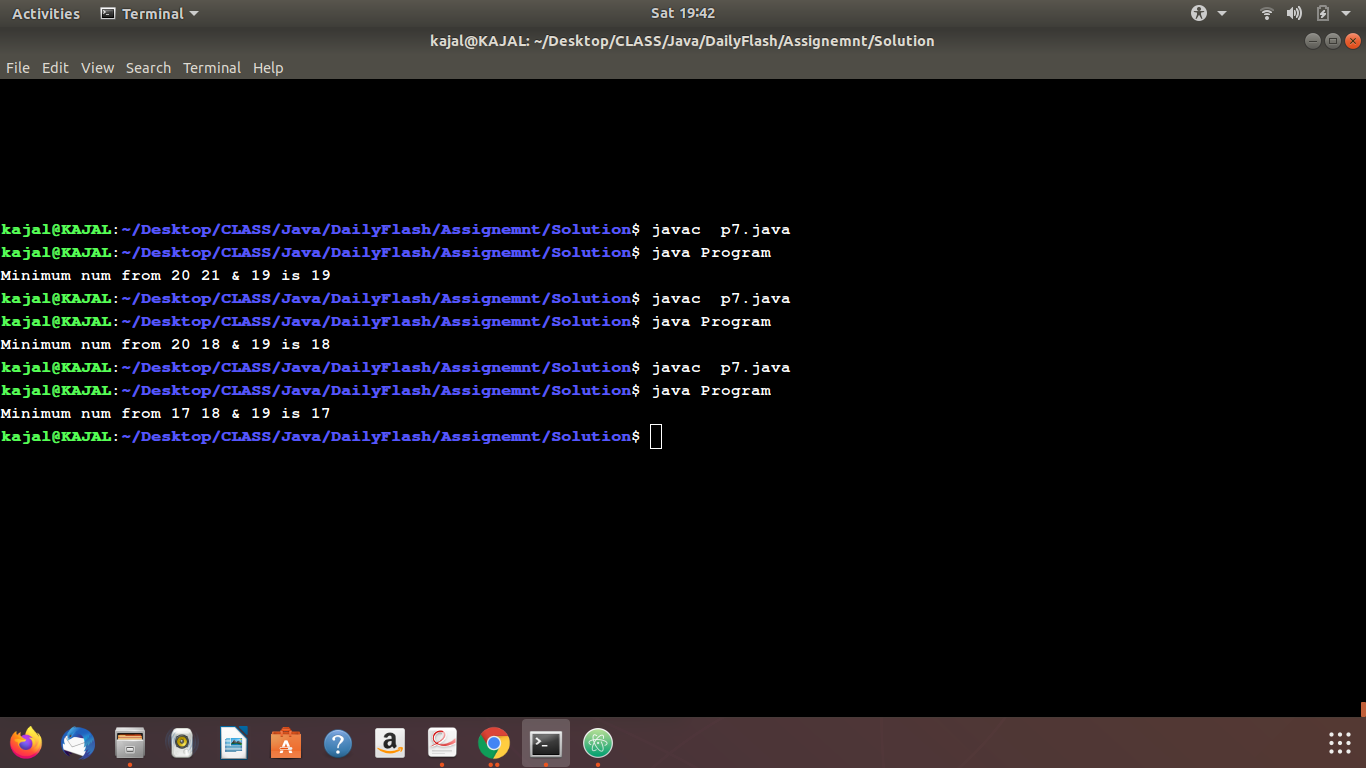 Activities Terminal Sat 19:42
kajal@KAJAL: ~/Desktop/CLASS/Java/DailyFlash/Assignemnt/Solution
File Edit View Search Terminal Help
kajal@KAJAL:~/Desktop/CLASS/Java/DailyFlash/Assignemnt/Solution$ javac  p7.java
kajal@KAJAL:~/Desktop/CLASS/Java/DailyFlash/Assignemnt/Solution$ java Program
Minimum num from 20 21 & 19 is 19
kajal@KAJAL:~/Desktop/CLASS/Java/DailyFlash/Assignemnt/Solution$ javac  p7.java
kajal@KAJAL:~/Desktop/CLASS/Java/DailyFlash/Assignemnt/Solution$ java Program
Minimum num from 20 18 & 19 is 18
kajal@KAJAL:~/Desktop/CLASS/Java/DailyFlash/Assignemnt/Solution$ javac  p7.java
kajal@KAJAL:~/Desktop/CLASS/Java/DailyFlash/Assignemnt/Solution$ java Program
Minimum num from 17 18 & 19 is 17
kajal@KAJAL:~/Desktop/CLASS/Java/DailyFlash/Assignemnt/Solution$